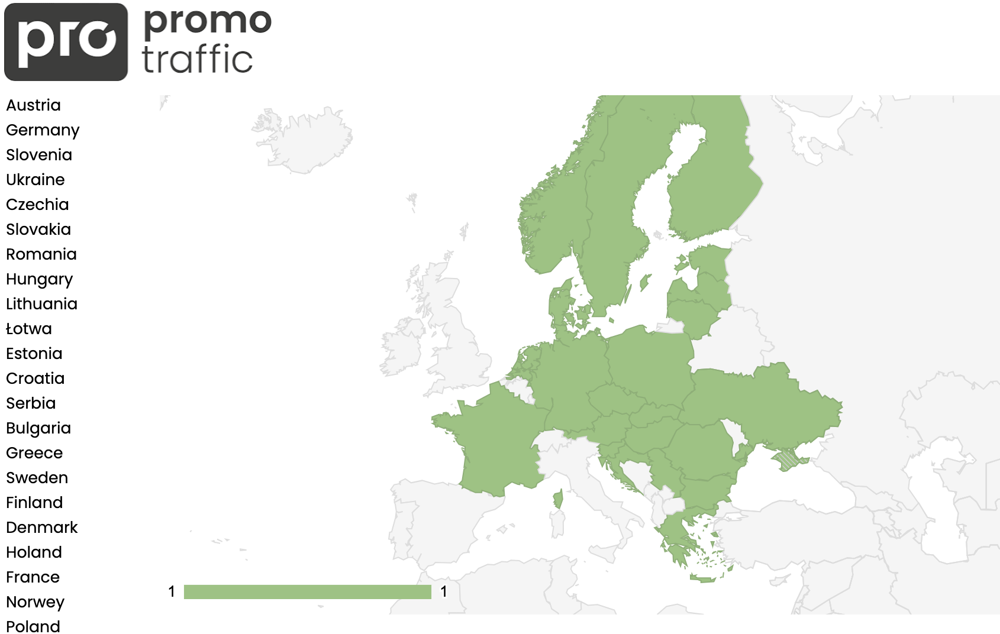 pro
promo
traffic
Austria
Germany
Slovenia
Ukraine
Czechia
Slovakia
Romania
Hungary
Lithuania
Łotwa
Estonia
Croatia
Serbia
Bulgaria
Greece
Sweden
Finland
Denmark
Holand
France
Norwey
Poland
1 1